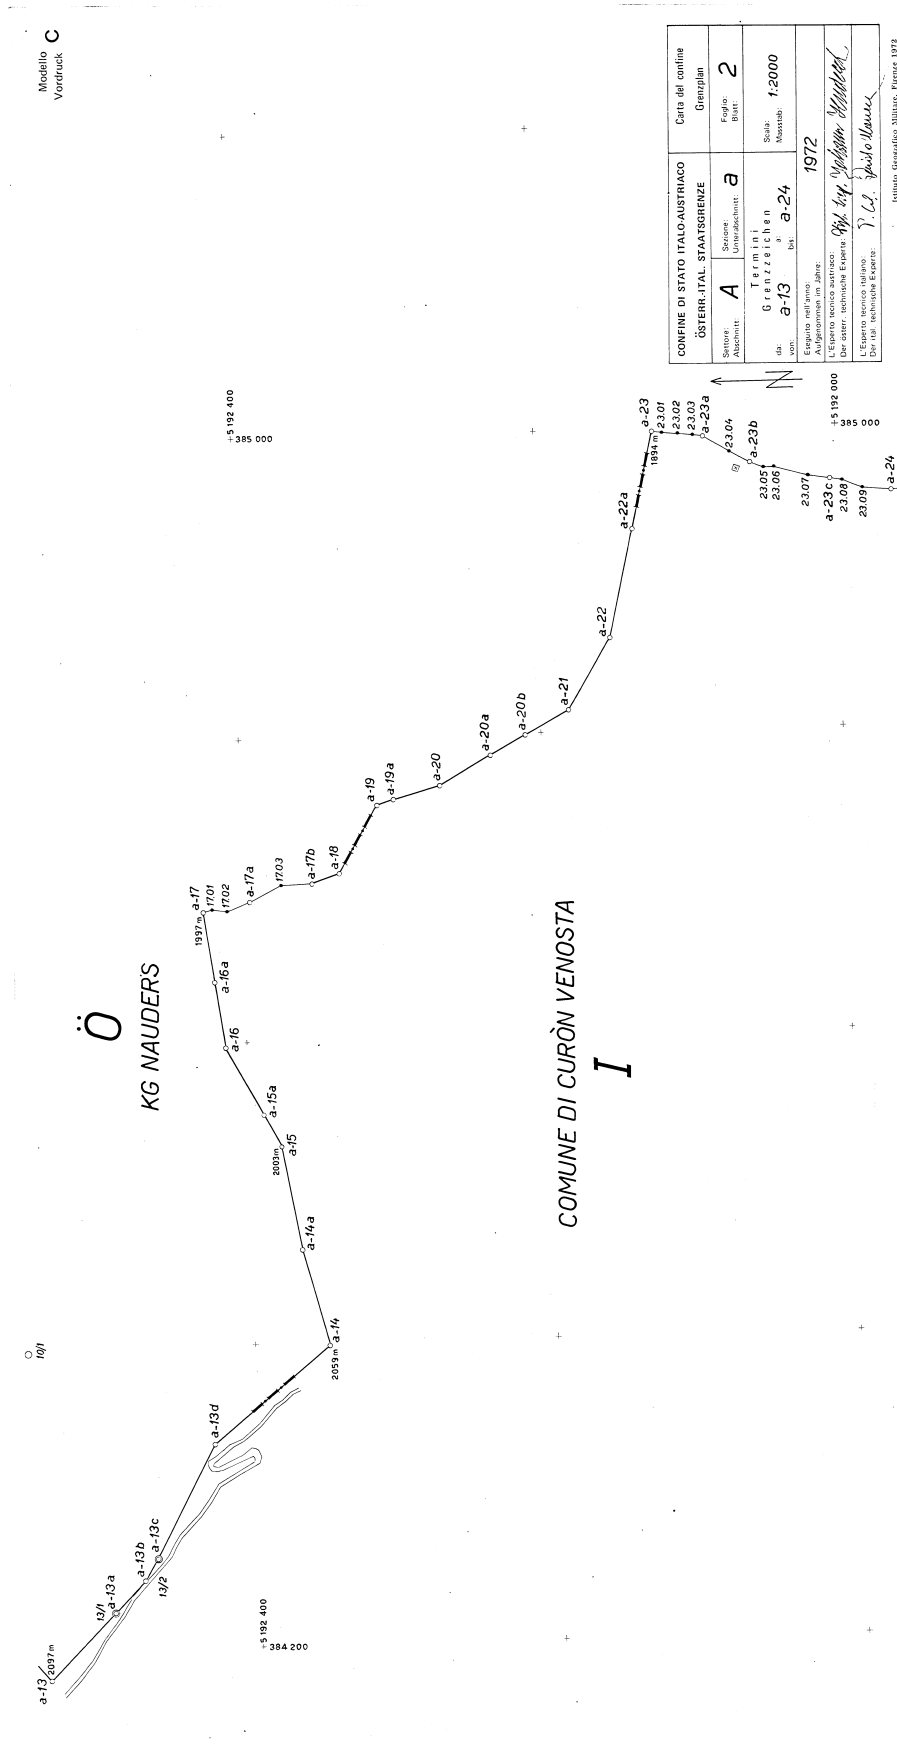 Modello
Vordruck C
CONFINE DI STATO ITALO-AUSTRIACO
ÖSTERR.-ITAL. STAATSGRENZE
Carta del confine
Grenzplan
Settore:
Abschnitt: A
Sezione:
Unterabschnitt: a
Foglio:
Blatt: 2
Termini
Grenzzeichen
da: a:
von: a-13 bis: a-24
Scala:
Massstab: 1:2000
Eseguito nell'anno:
Aufgenommen im Jahre: 1972
L'Esperto tecnico austriaco:
Der österr. technische Experte:
L'Esperto tecnico italiano:
Der ital. technische Experte:
Istituto Geografico Militare, Firenze 1972
N
Ö
KG NAUDERS
COMUNE DI CURÒN VENOSTA
I
a-13
2097 m
13/1
a-13a
a-13b
13/2
a-13c
a-13d
10/1
a-14
2059 m
a-14a
a-15
2003m
a-15a
a-16
a-16a
a-17
1997 m
17.01
17.02
a-17a
17.03
a-17b
a-18
a-19
a-19a
a-20
a-20a
a-20b
a-21
a-22
a-22a
a-23
1894 m
23.01
23.02
23.03
a-23a
23.04
a-23b
23.05
23.06
23.07
a-23c
23.08
23.09
a-24
5 192 400
385 000
5 192 000
385 000
5 192 400
384 200